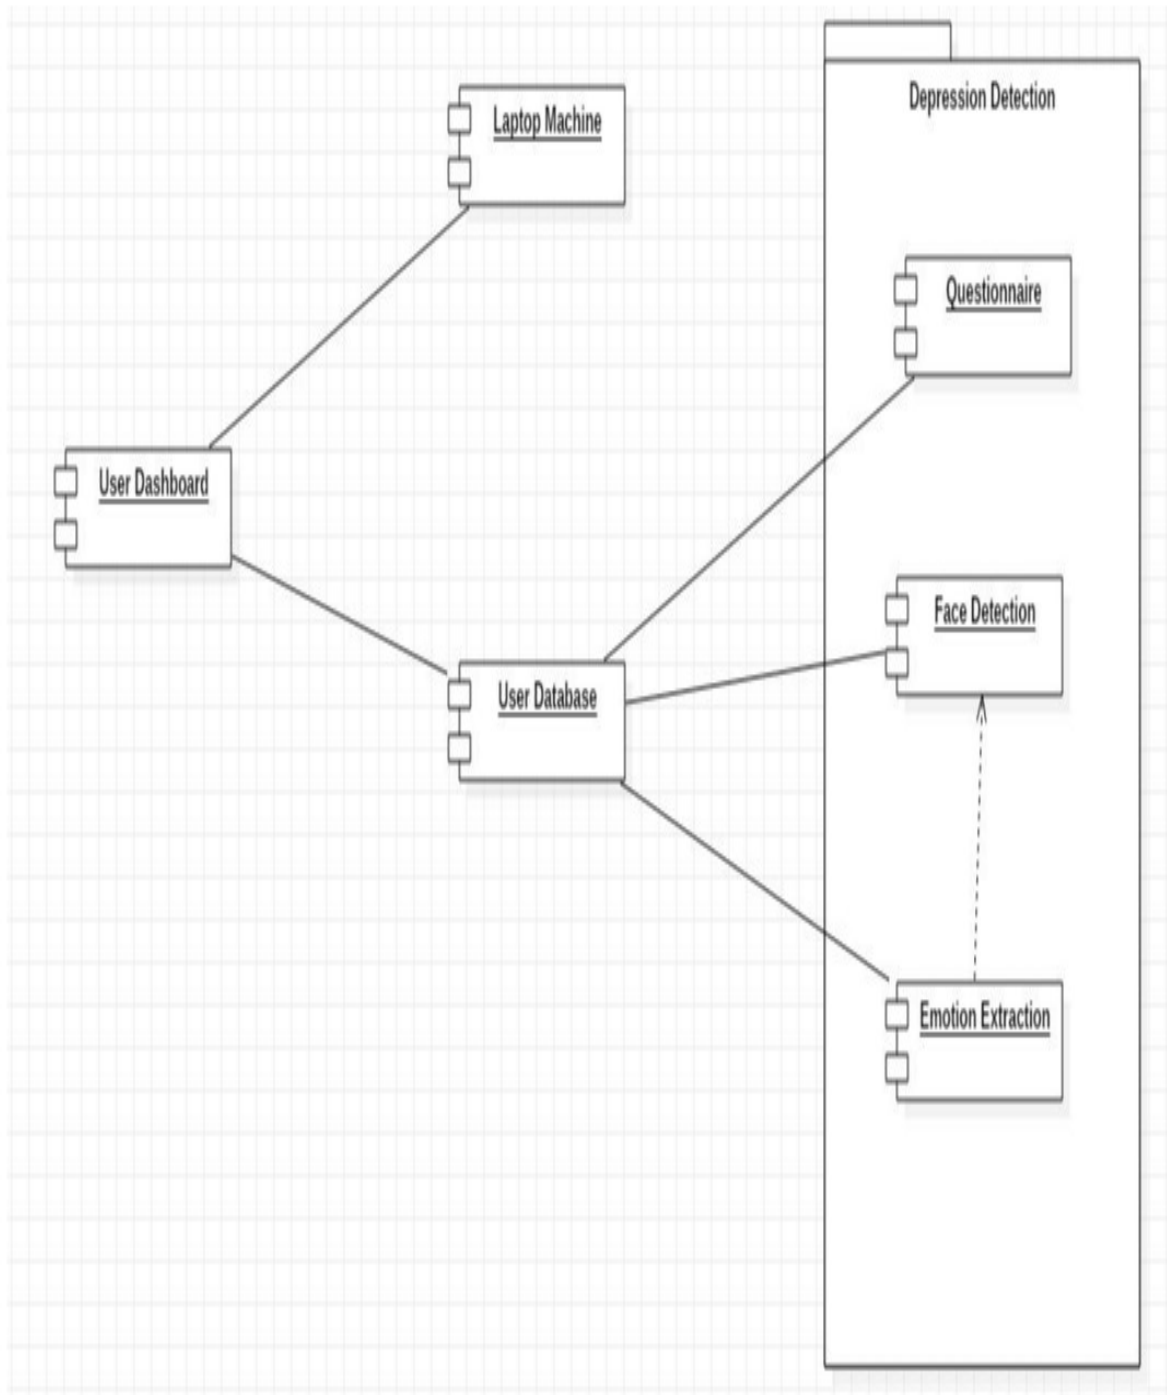 Depression Detection
Laptop Machine
Questionnaire
User Dashboard
Face Detection
User Database
Emotion Extraction